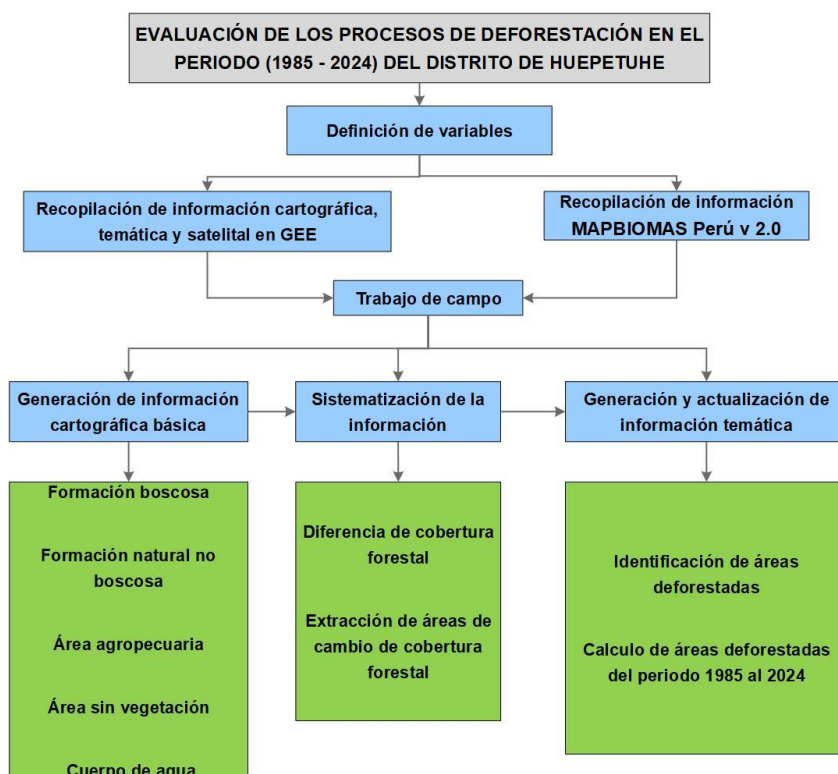 EVALUACIÓN DE LOS PROCESOS DE DEFORESTACIÓN EN EL
PERIODO (1985 - 2024) DEL DISTRITO DE HUEPETUHE
Definición de variables
Recopilación de información cartográfica,
temática y satelital en GEE
Recopilación de información
MAPBIOMAS Perú v 2.0
Trabajo de campo
Generación de información
cartográfica básica
Sistematización de la
información
Generación y actualización de
información temática
Formación boscosa
Formación natural no
boscosa
Área agropecuaria
Área sin vegetación
Cuerpo de agua
Diferencia de cobertura
forestal
Extracción de áreas de
cambio de cobertura
forestal
Identificación de áreas
deforestadas
Calculo de áreas deforestadas
del periodo 1985 al 2024